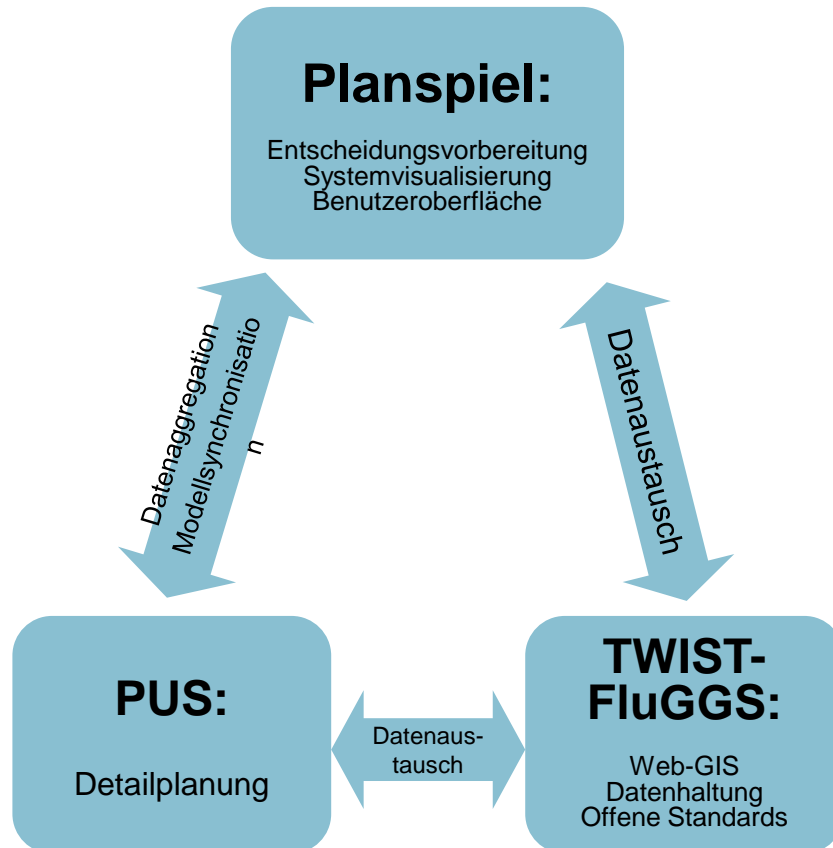 Planspiel:
Entscheidungsvorbereitung
Systemvisualisierung
Benutzeroberfläche
Datenaggregation
Modellsynchronisatio
n
Datenaustausch
PUS:
Detailplanung
Datenaus-
tausch
TWIST-
FluGGS:
Web-GIS
Datenhaltung
Offene Standards